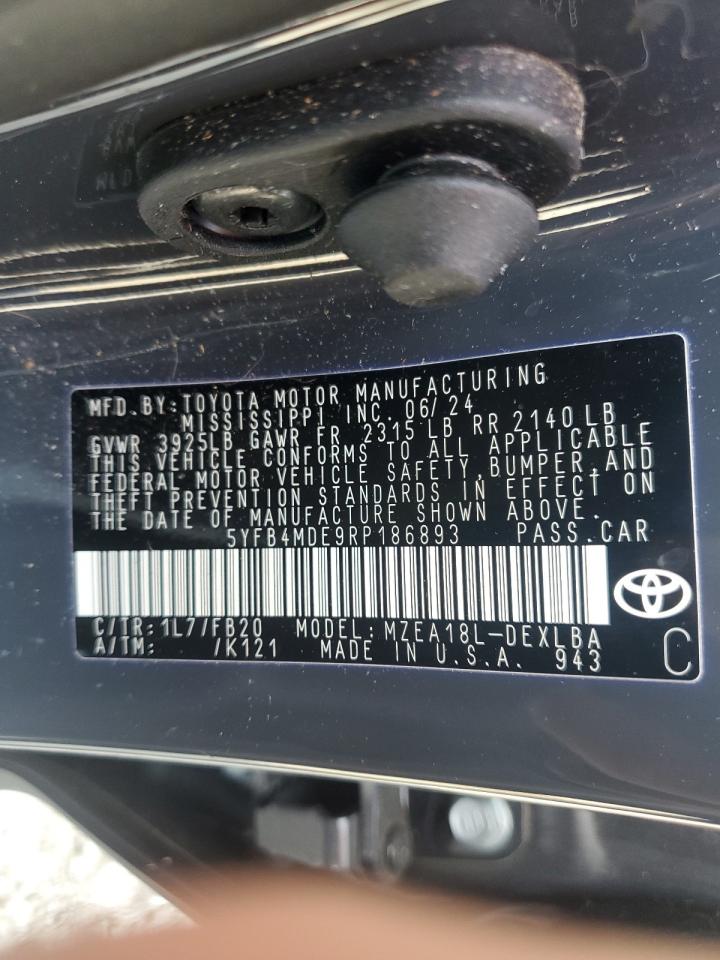 MFD. BY: TOYOTA MOTOR MANUFACTURING
MISSISSIPPI INC. 06/24
GVWR 3925LB GAWR FR 2315 LB RR 2140 LB
THIS VEHICLE CONFORMS TO ALL APPLICABLE
FEDERAL MOTOR VEHICLE SAFETY, BUMPER, AND
THEFT PREVENTION STANDARDS IN EFFECT ON
THE DATE OF MANUFACTURE SHOWN ABOVE.
5YFB4MDE9RP186893 PASS. CAR
C/TR: 1L7/FB20 MODEL: MZEA18L-DEXLBA
A/TM: /K121 MADE IN U.S.A. 943 C